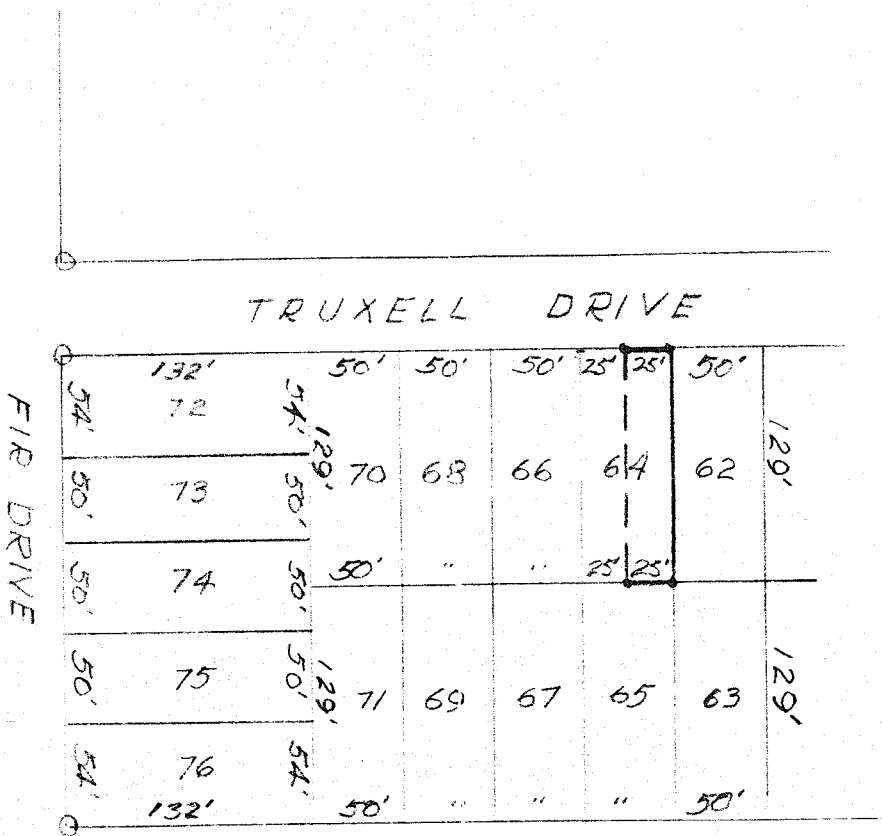 TRUXELL DRIVE
132' 50' 50' 50' 25' 25' 50'
54' 72 54'
FIR DRIVE
129' 70 68 66 64 62 129'
50' 73 50'
50' " " 25' 25'
50' 74 50'
50' 75 50'
129' 71 69 67 65 63 129'
54' 76 54'
132' 50' " " " 50'